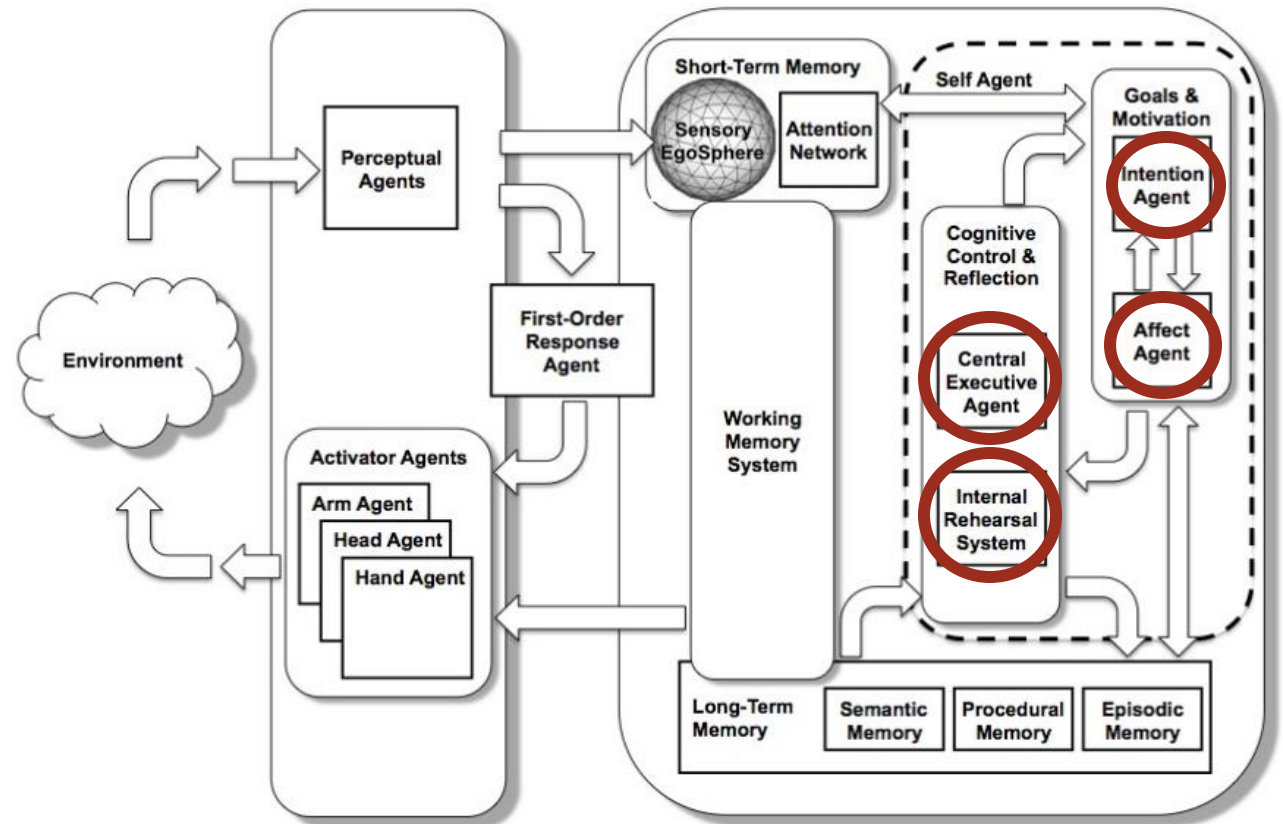 Short-Term Memory
Sensory
EgoSphere
Attention
Network
Self Agent
Goals &
Motivation
Intention
Agent
Affect
Agent
Perceptual
Agents
Cognitive
Control &
Reflection
Central
Executive
Agent
Internal
Rehearsal
System
First-Order
Response
Agent
Environment
Working
Memory
System
Activator Agents
Arm Agent
Head Agent
Hand Agent
Long-Term
Memory
Semantic
Memory
Procedural
Memory
Episodic
Memory